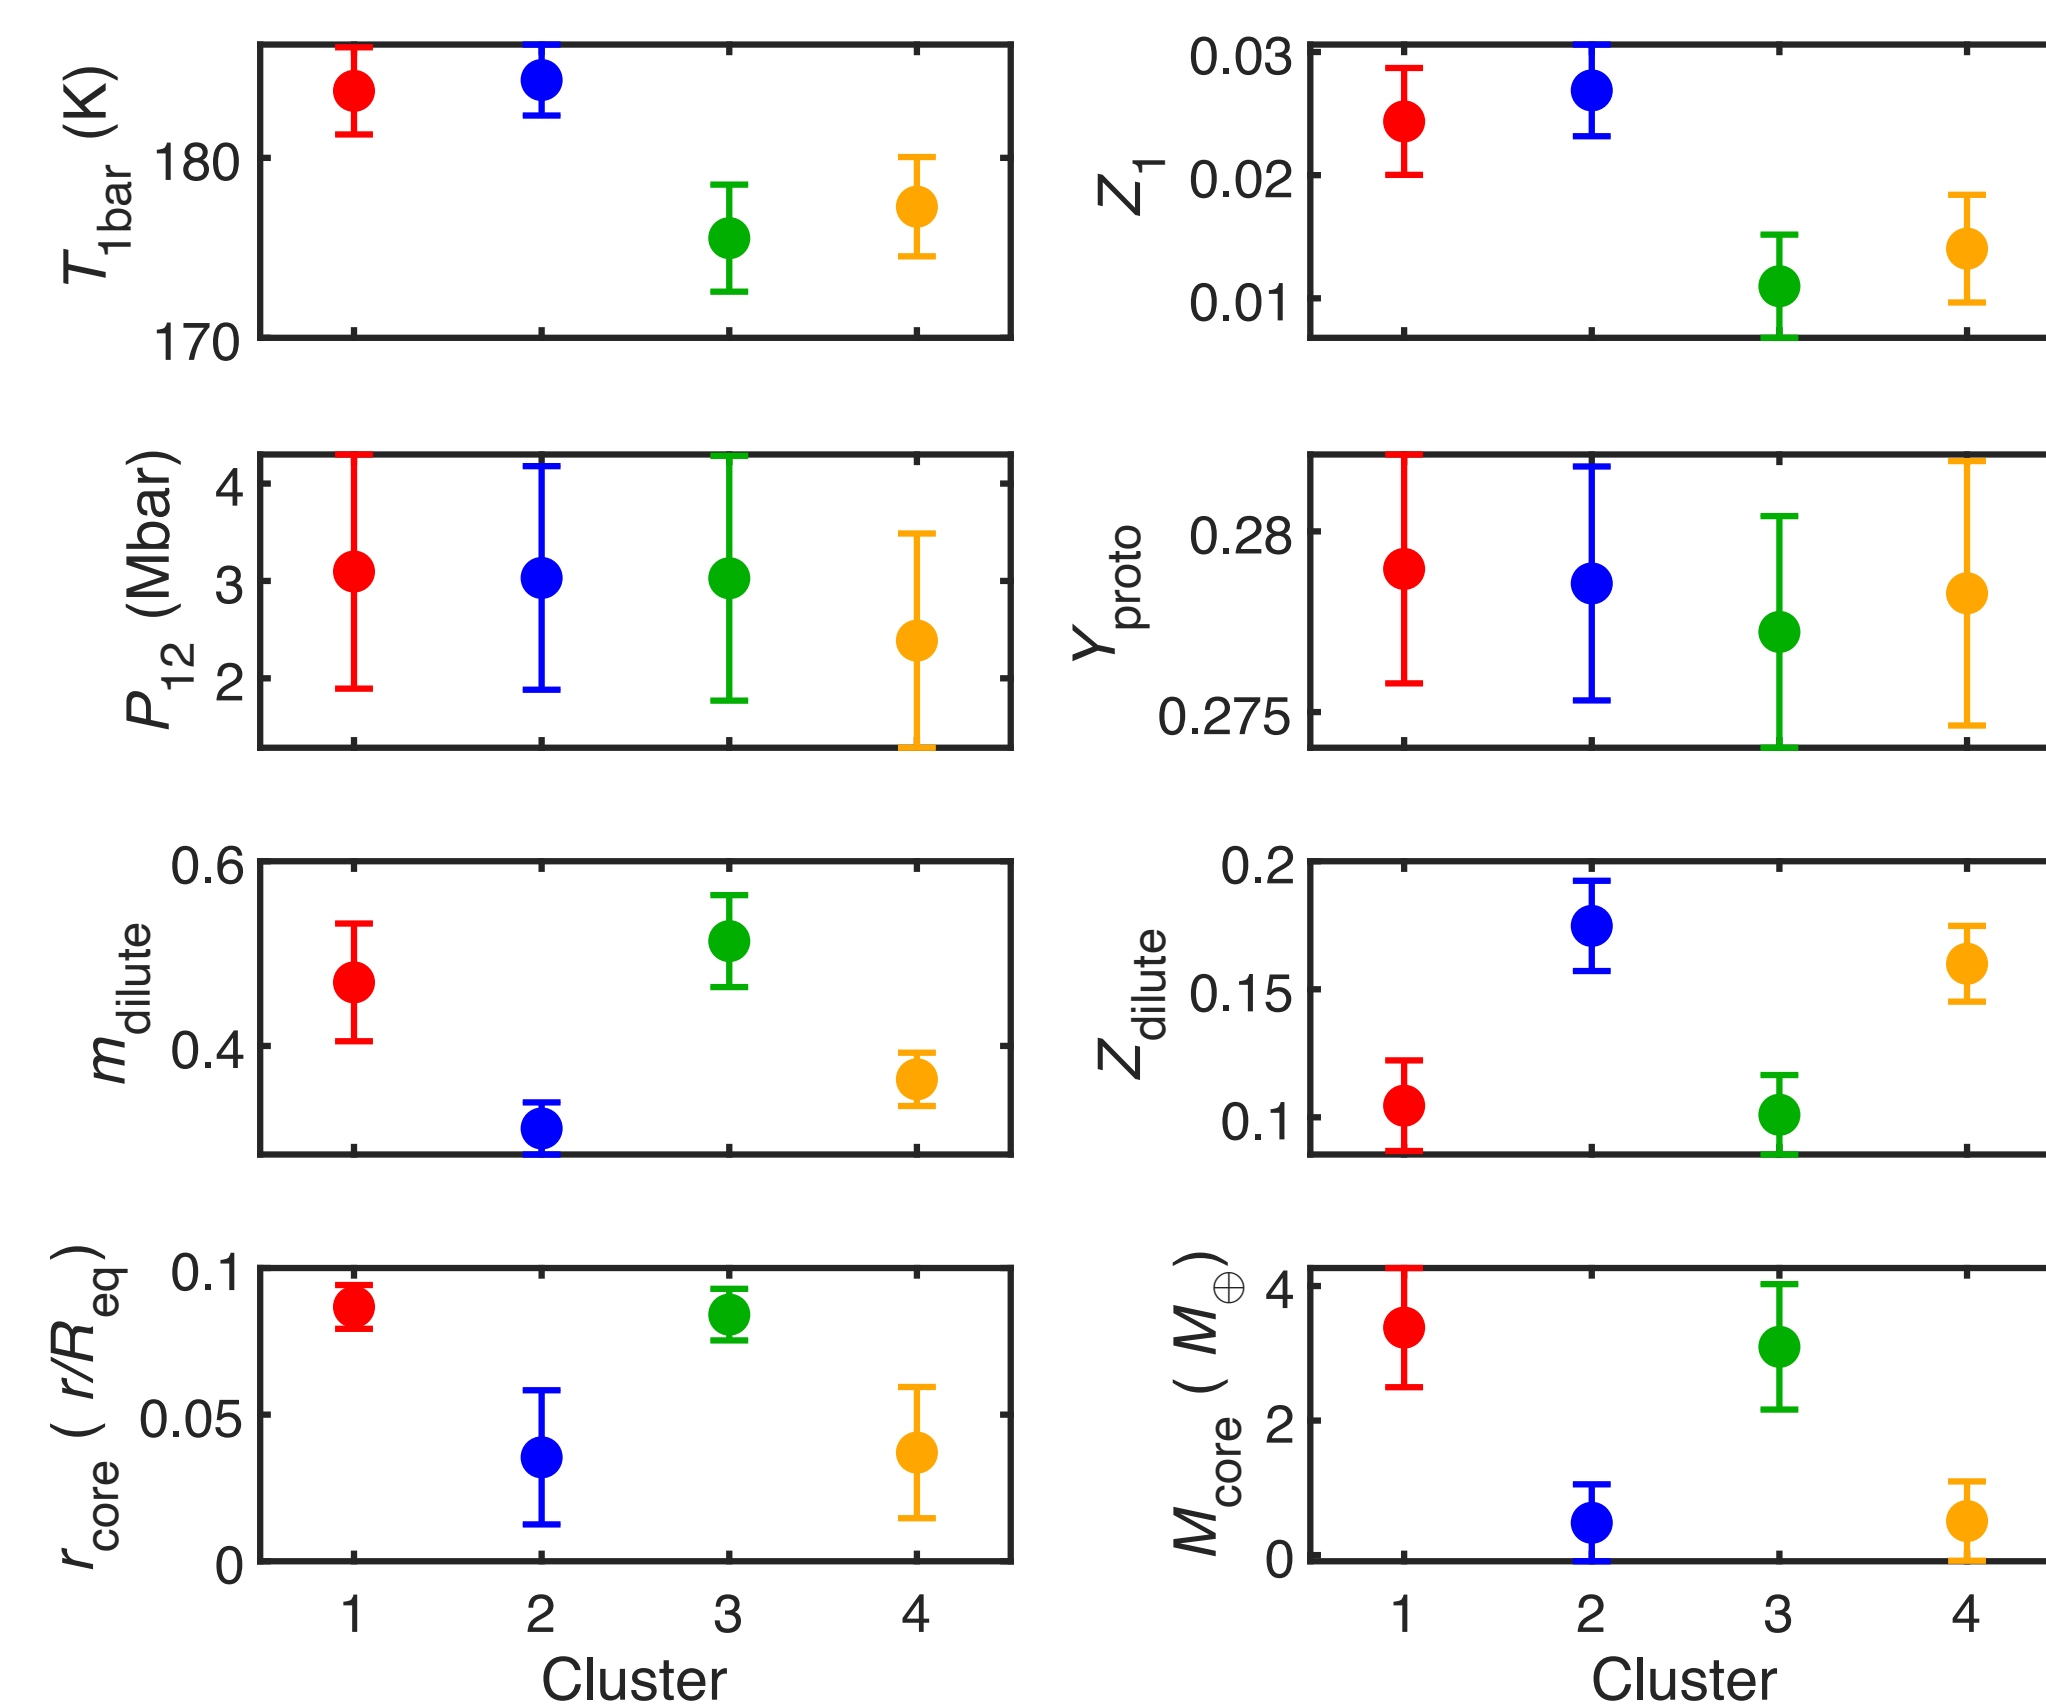 T1bar (K)
180
170
Z1
0.03
0.02
0.01
P12 (Mbar)
4
3
2
Yproto
0.28
0.275
mdilute
0.6
0.4
Zdilute
0.2
0.15
0.1
rcore ( r/Req)
0.1
0.05
0
1 2 3 4
Cluster
Mcore ( M⊕)
4
2
0
1 2 3 4
Cluster